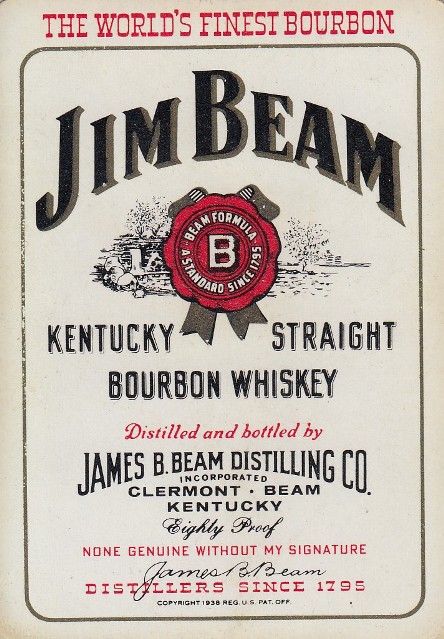 THE WORLD'S FINEST BOURBON
JIM BEAM
BEAM FORMULA
B
A STANDARD SINCE 1795
KENTUCKY STRAIGHT
BOURBON WHISKEY
Distilled and bottled by
JAMES B. BEAM DISTILLING CO.
INCORPORATED
CLERMONT · BEAM
KENTUCKY
Eighty Proof
NONE GENUINE WITHOUT MY SIGNATURE
James B. Beam
DISTILLERS SINCE 1795
COPYRIGHT 1938 REG. U.S. PAT. OFF.